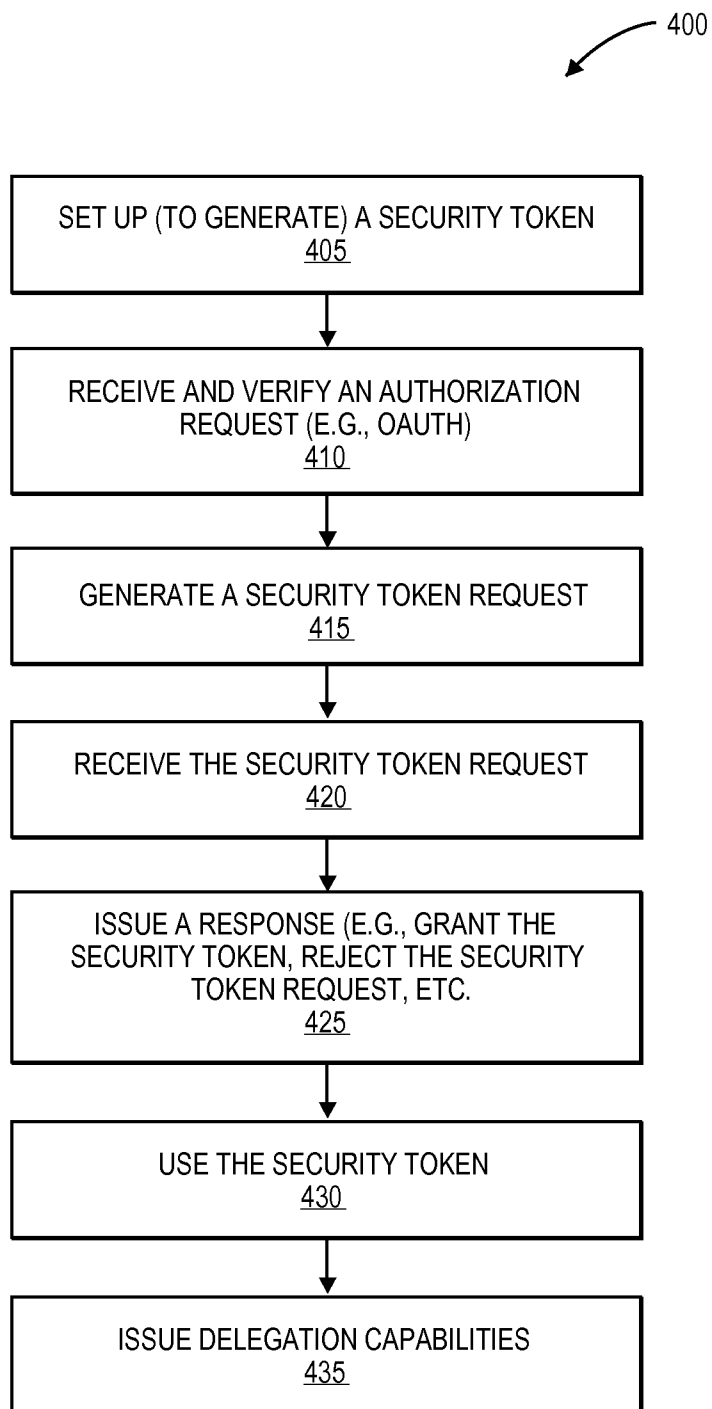 400
SET UP (TO GENERATE) A SECURITY TOKEN
405
RECEIVE AND VERIFY AN AUTHORIZATION
REQUEST (E.G., OAUTH)
410
GENERATE A SECURITY TOKEN REQUEST
415
RECEIVE THE SECURITY TOKEN REQUEST
420
ISSUE A RESPONSE (E.G., GRANT THE
SECURITY TOKEN, REJECT THE SECURITY
TOKEN REQUEST, ETC.
425
USE THE SECURITY TOKEN
430
ISSUE DELEGATION CAPABILITIES
435